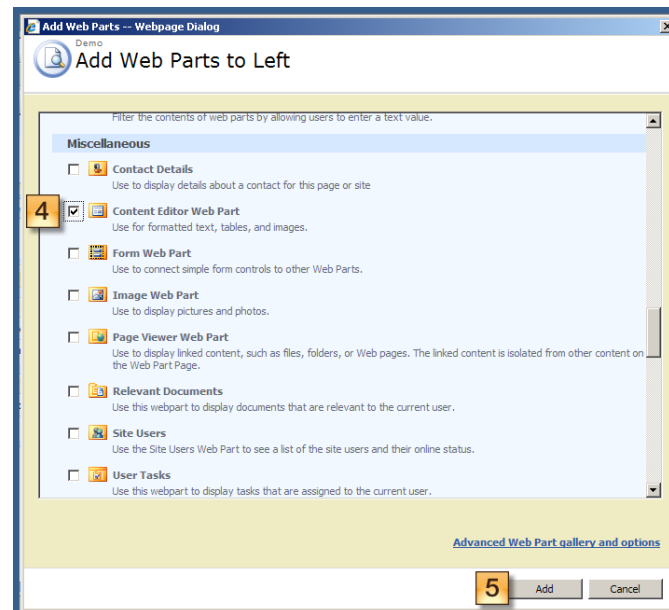 Add Web Parts -- Webpage Dialog
Demo
Add Web Parts to Left
Filter the contents of web parts by allowing users to enter a text value.
Miscellaneous
Contact Details
Use to display details about a contact for this page or site
4
Content Editor Web Part
Use for formatted text, tables, and images.
Form Web Part
Use to connect simple form controls to other Web Parts.
Image Web Part
Use to display pictures and photos.
Page Viewer Web Part
Use to display linked content, such as files, folders, or Web pages. The linked content is isolated from other content on
the Web Part Page.
Relevant Documents
Use this webpart to display documents that are relevant to the current user.
Site Users
Use the Site Users Web Part to see a list of the site users and their online status.
User Tasks
Use this webpart to display tasks that are assigned to the current user.
Advanced Web Part gallery and options
5 Add Cancel